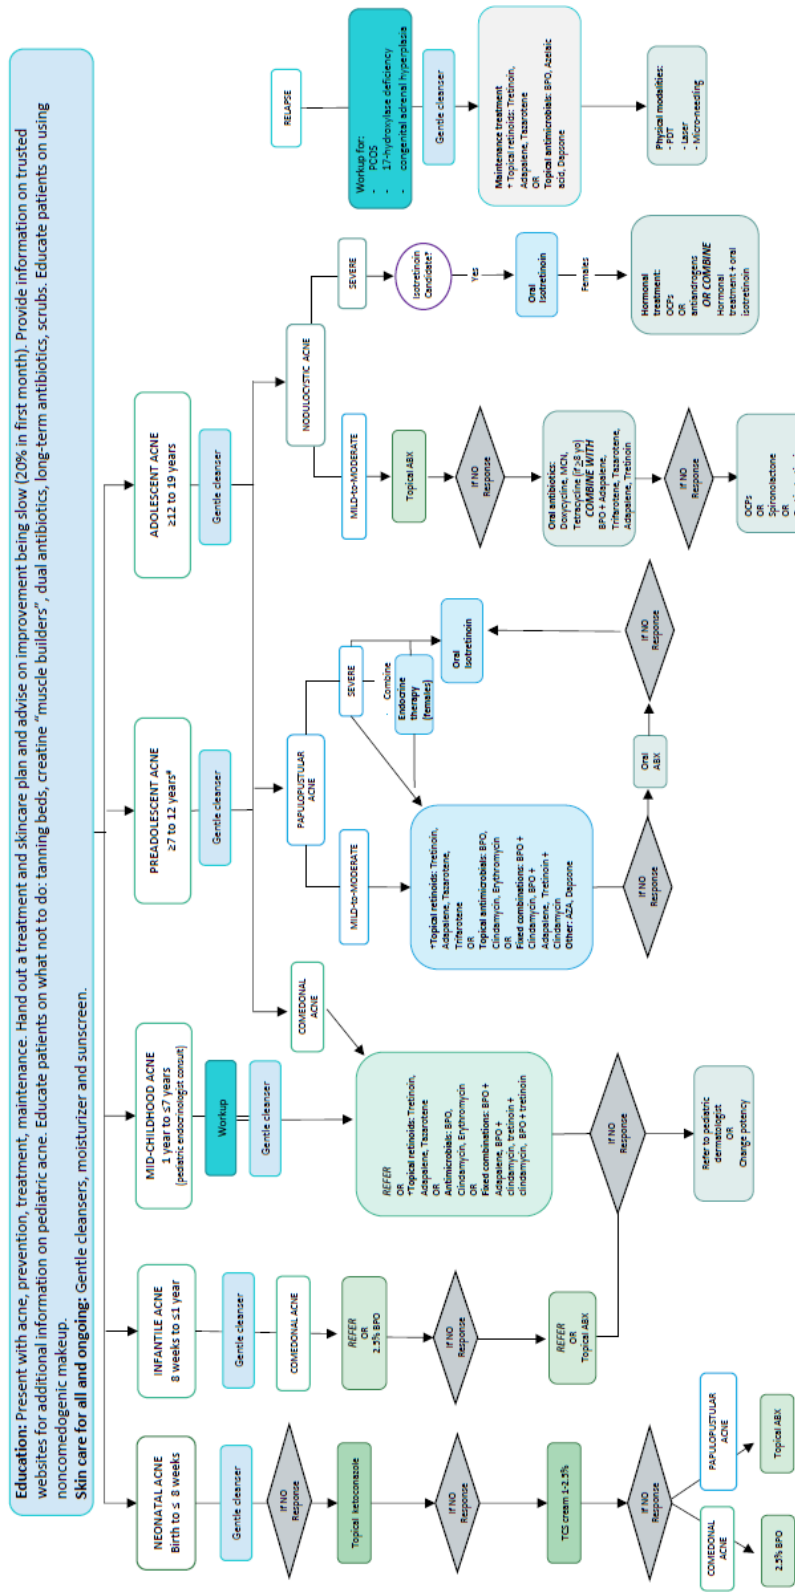 Education: Present with acne, prevention, treatment, maintenance. Hand out a treatment and skincare plan and advise on improvement being slow (20% in first month). Provide information on trusted
websites for additional information on pediatric acne. Educate patients on what not to do: tanning beds, creatine “muscle builders”, dual antibiotics, long-term antibiotics, scrubs. Educate patients on using
noncomedogenic makeup.
Skin care for all and ongoing: Gentle cleansers, moisturizer and sunscreen.
NEONATAL ACNE
Birth to ≤ 8 weeks
Gentle cleanser
If NO
Response
Topical ketoconazole
If NO
Response
TCS cream 1-2.5%
If NO
Response
COMEDONAL
ACNE
2.5% BPO
PAPULOPUSTULAR
ACNE
Topical ABX
INFANTILE ACNE
8 weeks to ≤1 year
Gentle cleanser
COMEDONAL ACNE
REFER
OR
2.5% BPO
If NO
Response
REFER
OR
Topical ABX
MID-CHILDHOOD ACNE
1 year to ≤7 years
(pediatric endocrinologist consult)
Workup
Gentle cleanser
COMEDONAL
ACNE
REFER
OR
+Topical retinoids: Tretinoin,
Adapalene, Tazarotene
OR
Antimicrobials: BPO,
Clindamycin, Erythromycin
OR
Fixed combinations: BPO +
Adapalene, BPO +
clindamycin, tretinoin +
clindamycin, BPO + tretinoin
If NO
Response
Refer to pediatric
dermatologist
OR
Change potency
PREADOLESCENT ACNE
≥7 to 12 years#
Gentle cleanser
PAPULOPUSTULAR
ACNE
MILD-to-MODERATE
+Topical retinoids: Tretinoin,
Adapalene, Tazarotene,
Trifarotene
OR
Topical antimicrobials: BPO,
Clindamycin, Erythromycin
OR
Fixed combinations: BPO +
Clindamycin, BPO +
Adapalene, Tretinoin +
Clindamycin
Other: AZA, Dapsone
If NO
Response
Oral
ABX
If NO
Response
SEVERE
- Combine
Endocrine
therapy
(females)
Oral
Isotretinoin
ADOLESCENT ACNE
≥12 to 19 years
Gentle cleanser
NODULOCYSTIC ACNE
MILD-to-MODERATE
Topical ABX
If NO
Response
Oral antibiotics:
Doxycycline, MCN,
Tetracycline (if ≥8 yo)
COMBINE WITH
BPO + Adapalene,
Trifarotene, Tazarotene,
Adapalene, Tretinoin
If NO
Response
OCPs
OR
Spironolactone
OR
SEVERE
Isotretinoin
Candidate?
Yes
Oral
Isotretinoin
Females
Hormonal
treatment:
OCPs
OR
antiandrogens
OR COMBINE
Hormonal
treatment + oral
isotretinoin
RELAPSE
Workup for:
- PCOS
- 17-hydroxylase deficiency
- congenital adrenal hyperplasia
Gentle cleanser
Maintenance treatment
+ Topical retinoids: Tretinoin,
Adapalene, Tazarotene
OR
Topical antimicrobials: BPO, Azelaic
acid, Dapsone
Physical modalities:
- PDT
- Laser
- Micro-needing